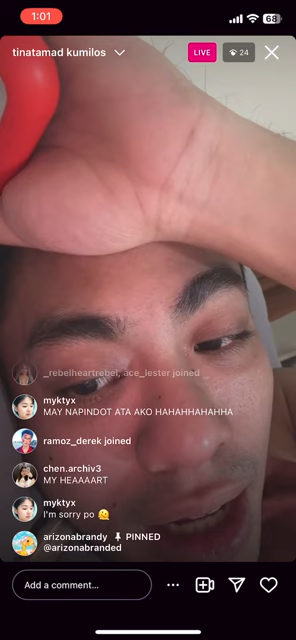 1:01
68
tinatamad kumilos
LIVE
24
_rebelheartrebel, ace_lester joined
myktyx
MAY NAPINDOT ATA AKO HAHAHHAHAHHA
ramoz_derek joined
chen.archiv3
MY HEAAAART
myktyx
I'm sorry po
arizonabrandy PINNED
@arizonabranded
Add a comment...